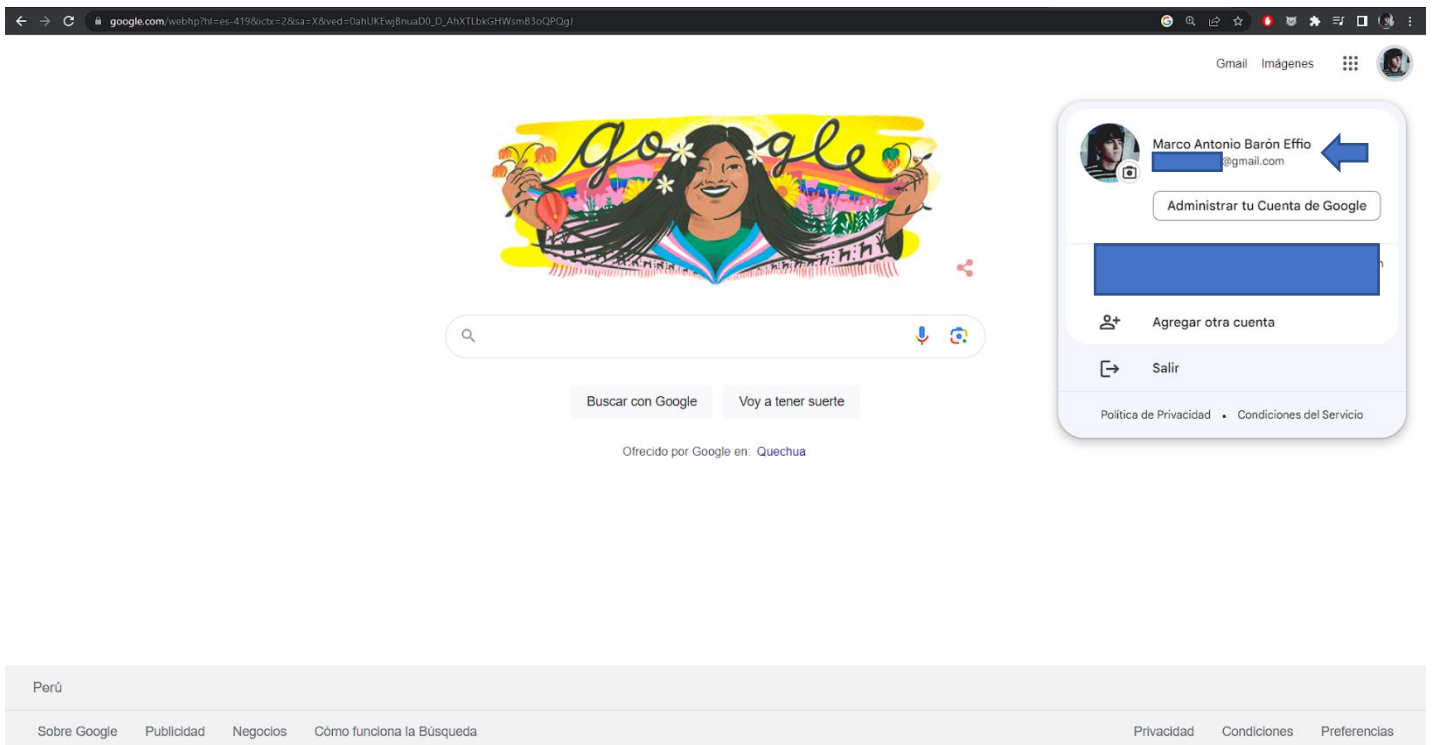 google.com/webhp?hl=es-419&ictx=2&sa=X&ved=0ahUKEwjBnuaD0_D_AhXTLbkGHWsmB3oQPQgJ
Gmail Imágenes
google
Marco Antonio Barón Effio
@gmail.com
Administrar tu Cuenta de Google
n
Agregar otra cuenta
Salir
Política de Privacidad • Condiciones del Servicio
Buscar con Google Voy a tener suerte
Ofrecido por Google en: Quechua
Perú
Sobre Google Publicidad Negocios Cómo funciona la Búsqueda Privacidad Condiciones Preferencias